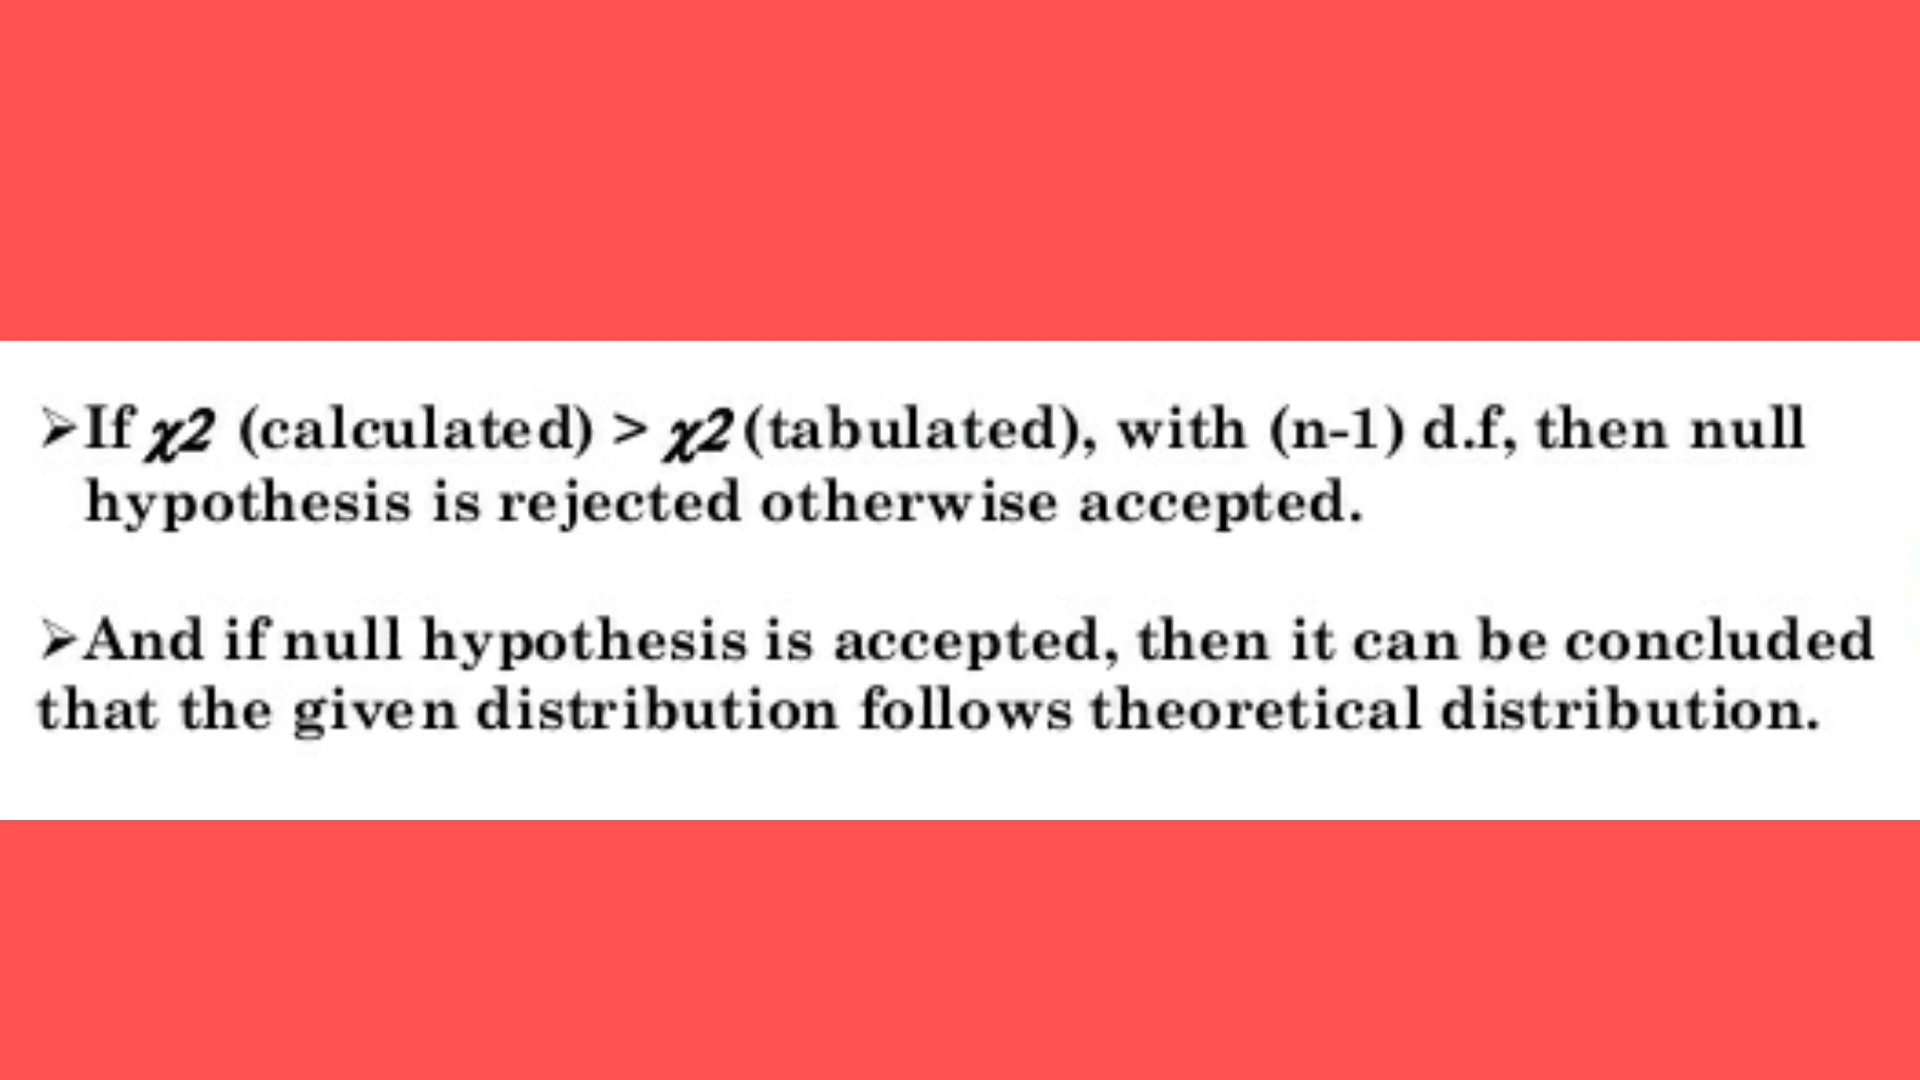 ➢If χ2 (calculated) > χ2 (tabulated), with (n-1) d.f, then null
hypothesis is rejected otherwise accepted.
➢And if null hypothesis is accepted, then it can be concluded
that the given distribution follows theoretical distribution.